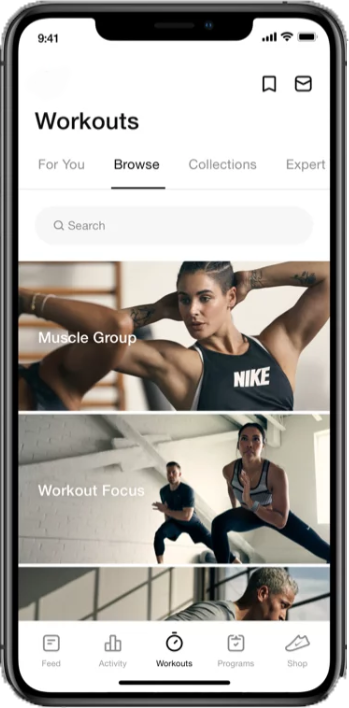 9:41
Workouts
For You Browse Collections Expert
Search
Muscle Group
NIKE
Workout Focus
Feed Activity Workouts Programs Shop